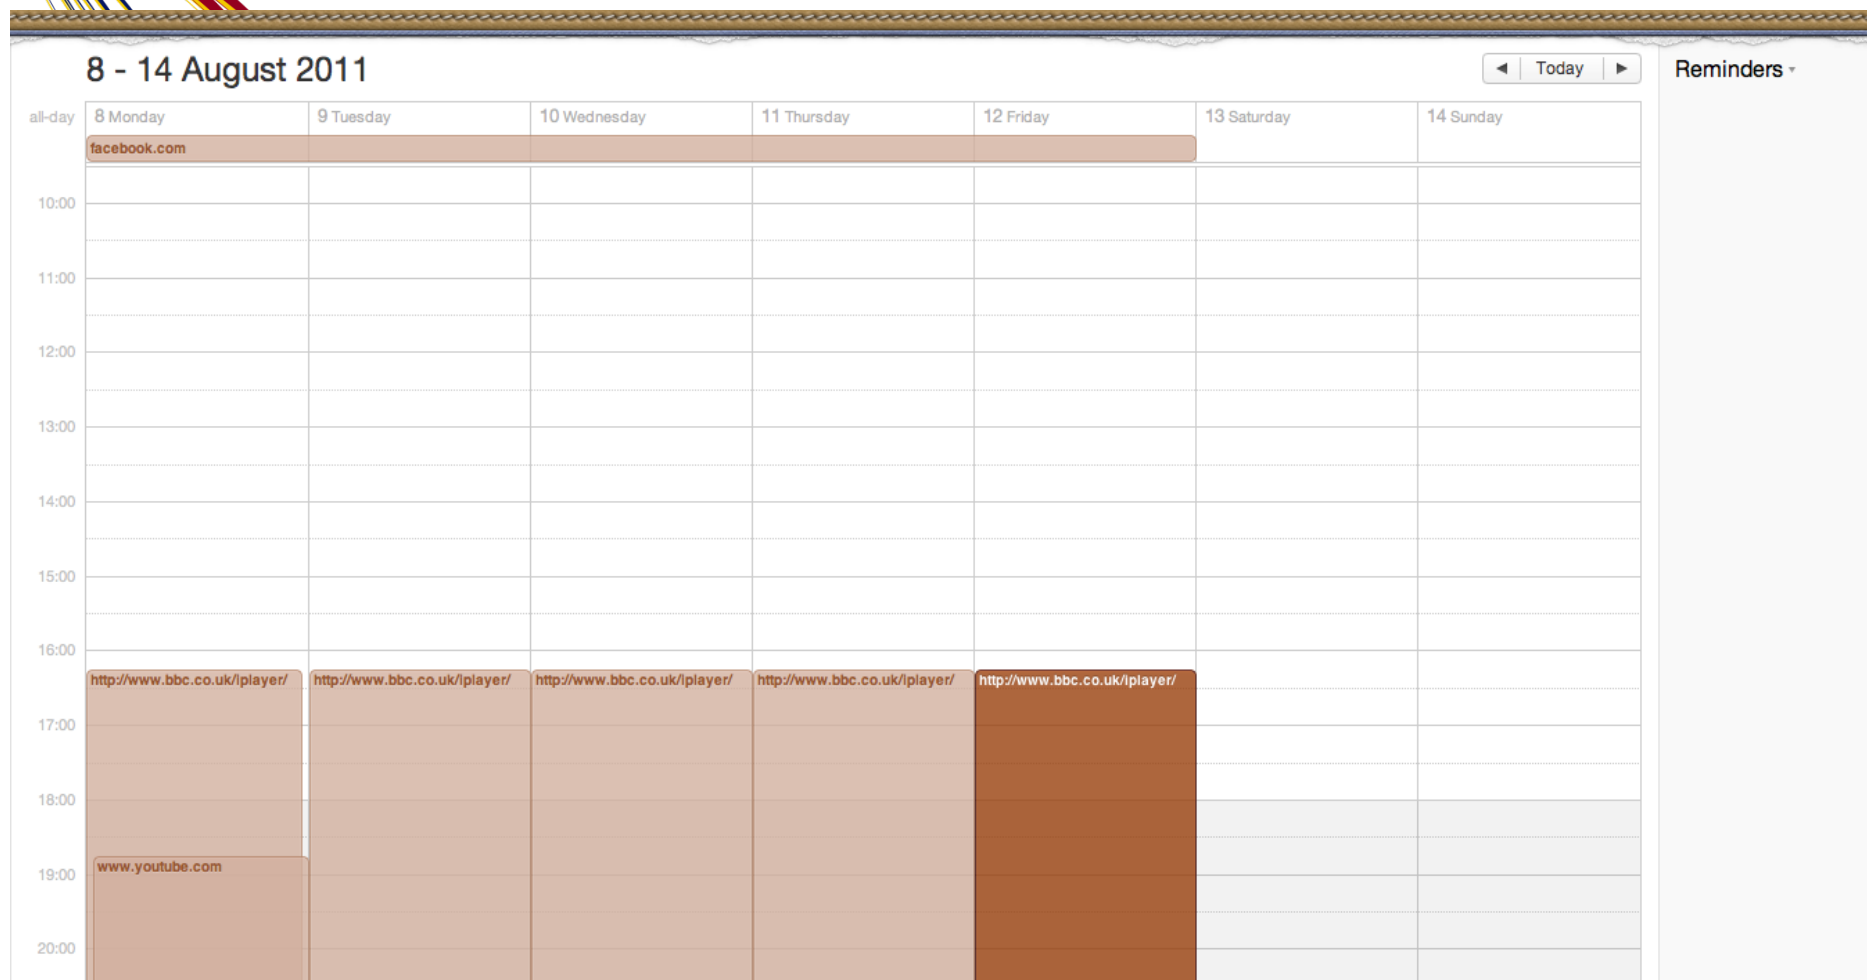 8 - 14 August 2011
◀ Today ▶
Reminders
all-day 8 Monday 9 Tuesday 10 Wednesday 11 Thursday 12 Friday 13 Saturday 14 Sunday
facebook.com
10:00
11:00
12:00
13:00
14:00
15:00
16:00
http://www.bbc.co.uk/iplayer/ http://www.bbc.co.uk/iplayer/ http://www.bbc.co.uk/iplayer/ http://www.bbc.co.uk/iplayer/ http://www.bbc.co.uk/iplayer/
17:00
18:00
www.youtube.com
19:00
20:00